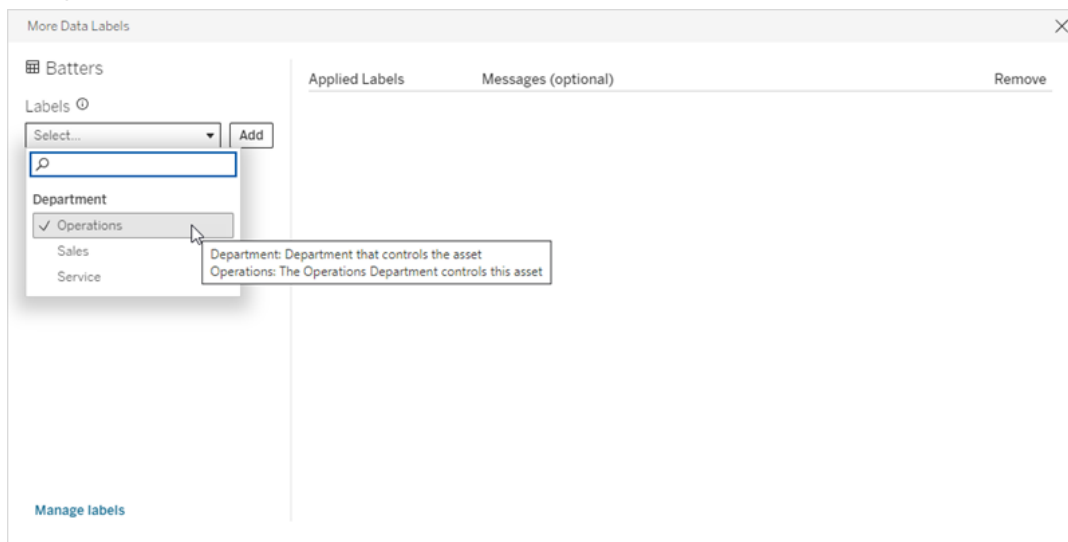 More Data Labels
Batters
Labels
Select...
Add
Department
Operations
Sales
Service
Department: Department that controls the asset
Operations: The Operations Department controls this asset
Manage labels
Applied Labels
Messages (optional)
Remove